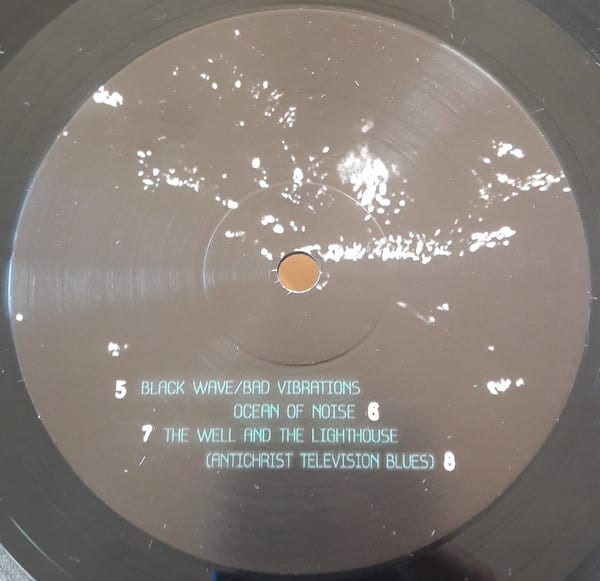 5 BLACK WAVE/BAD VIBRATIONS
OCEAN OF NOISE 6
7 THE WELL AND THE LIGHTHOUSE
(ANTICHRIST TELEVISION BLUES) 8